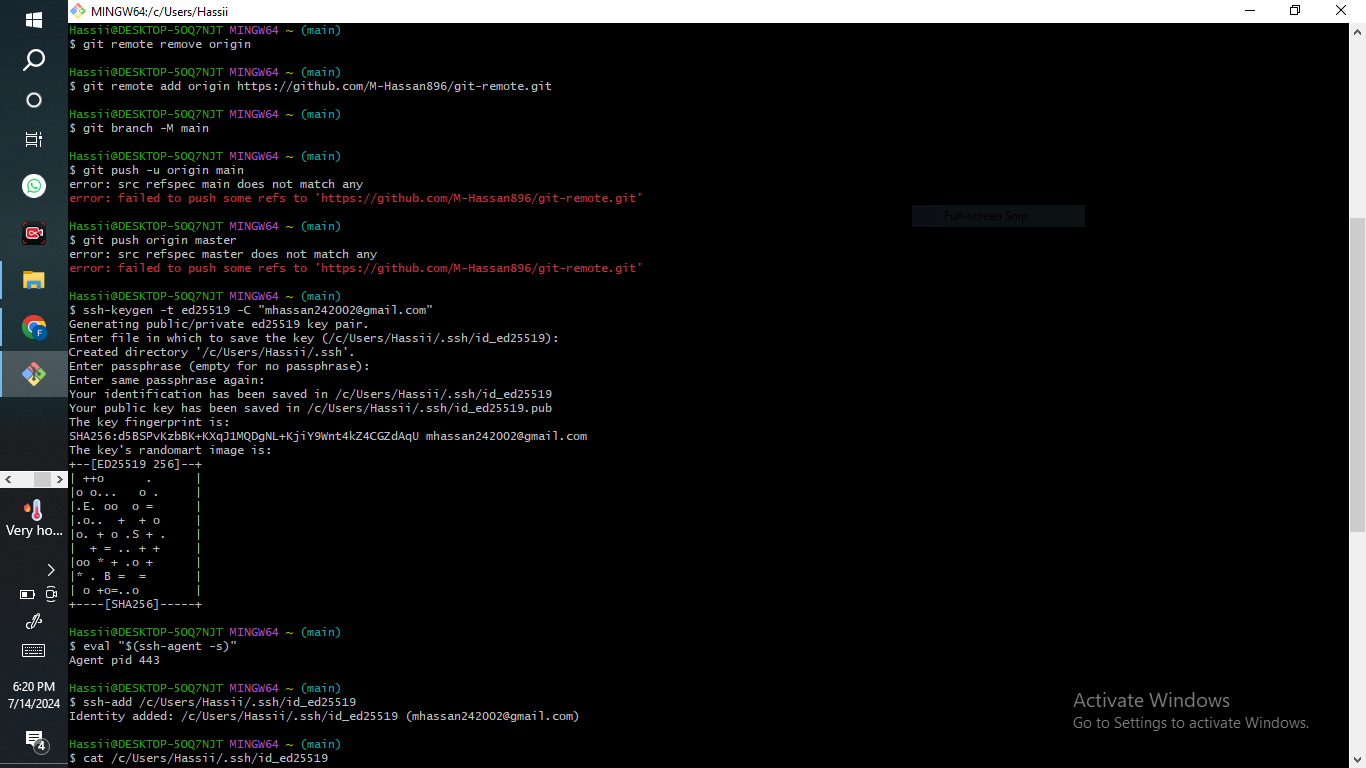 MINGW64:/c/Users/Hassii
Hassii@DESKTOP-5OQ7NJT MINGW64 ~ (main)
$ git remote remove origin
Hassii@DESKTOP-5OQ7NJT MINGW64 ~ (main)
$ git remote add origin https://github.com/M-Hassan896/git-remote.git
Hassii@DESKTOP-5OQ7NJT MINGW64 ~ (main)
$ git branch -M main
Hassii@DESKTOP-5OQ7NJT MINGW64 ~ (main)
$ git push -u origin main
error: src refspec main does not match any
error: failed to push some refs to 'https://github.com/M-Hassan896/git-remote.git'
Full-screen Snip
Hassii@DESKTOP-5OQ7NJT MINGW64 ~ (main)
$ git push origin master
error: src refspec master does not match any
error: failed to push some refs to 'https://github.com/M-Hassan896/git-remote.git'
Hassii@DESKTOP-5OQ7NJT MINGW64 ~ (main)
$ ssh-keygen -t ed25519 -C "mhassan242002@gmail.com"
Generating public/private ed25519 key pair.
Enter file in which to save the key (/c/Users/Hassii/.ssh/id_ed25519):
Created directory '/c/Users/Hassii/.ssh'.
Enter passphrase (empty for no passphrase):
Enter same passphrase again:
Your identification has been saved in /c/Users/Hassii/.ssh/id_ed25519
Your public key has been saved in /c/Users/Hassii/.ssh/id_ed25519.pub
The key fingerprint is:
SHA256:d5BSPvKzbBK+KXqJ1MQDgNL+KjiY9Wnt4kZ4CGZdAqU mhassan242002@gmail.com
The key's randomart image is:
+--[ED25519 256]--+
| ++o      .      |
|o o...   o .     |
|.E. oo  o =      |
|.o..  +  + o     |
|o. + o .S + .    |
|  + = .. + +     |
|oo * + .o +      |
|* . B =  =       |
| o +o=..o        |
+----[SHA256]-----+
Hassii@DESKTOP-5OQ7NJT MINGW64 ~ (main)
$ eval "$(ssh-agent -s)"
Agent pid 443
Hassii@DESKTOP-5OQ7NJT MINGW64 ~ (main)
$ ssh-add /c/Users/Hassii/.ssh/id_ed25519
Identity added: /c/Users/Hassii/.ssh/id_ed25519 (mhassan242002@gmail.com)
Hassii@DESKTOP-5OQ7NJT MINGW64 ~ (main)
$ cat /c/Users/Hassii/.ssh/id_ed25519
F
Very ho...
6:20 PM
7/14/2024
4
Activate Windows
Go to Settings to activate Windows.